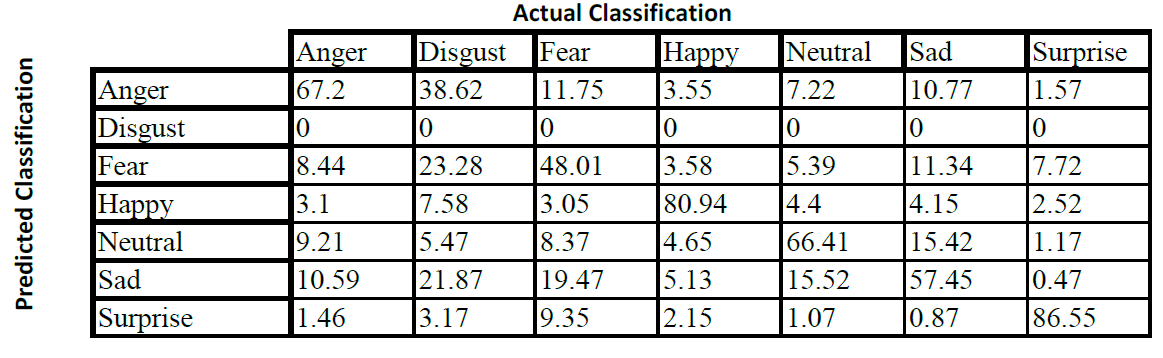 Actual Classification
Predicted Classification
Anger Disgust Fear Happy Neutral Sad Surprise
Anger 67.2 38.62 11.75 3.55 7.22 10.77 1.57
Disgust 0 0 0 0 0 0 0
Fear 8.44 23.28 48.01 3.58 5.39 11.34 7.72
Happy 3.1 7.58 3.05 80.94 4.4 4.15 2.52
Neutral 9.21 5.47 8.37 4.65 66.41 15.42 1.17
Sad 10.59 21.87 19.47 5.13 15.52 57.45 0.47
Surprise 1.46 3.17 9.35 2.15 1.07 0.87 86.55